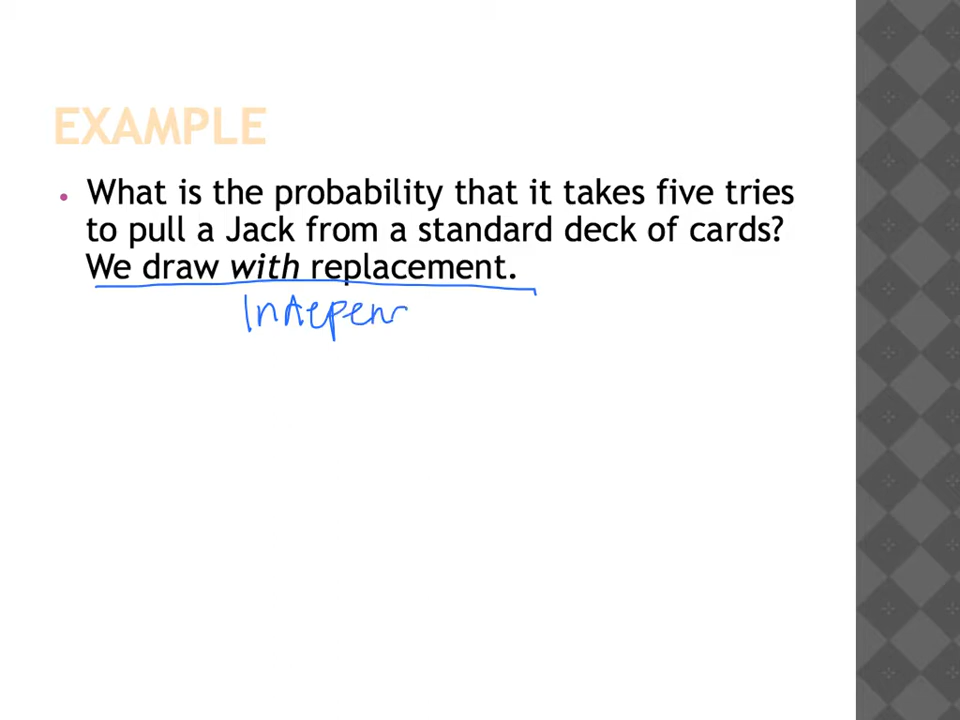 EXAMPLE
• What is the probability that it takes five tries
to pull a Jack from a standard deck of cards?
We draw with replacement.
Indepen